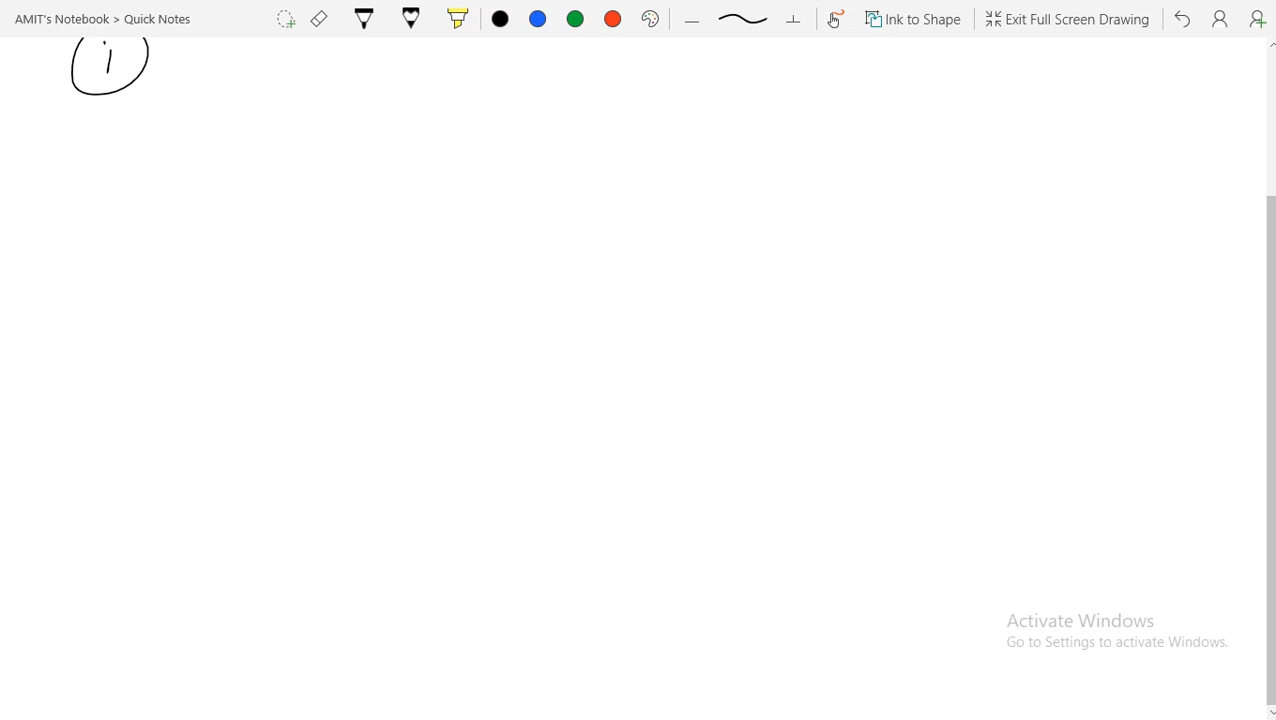 AMIT's Notebook > Quick Notes Ink to Shape Exit Full Screen Drawing
i
Activate Windows
Go to Settings to activate Windows.